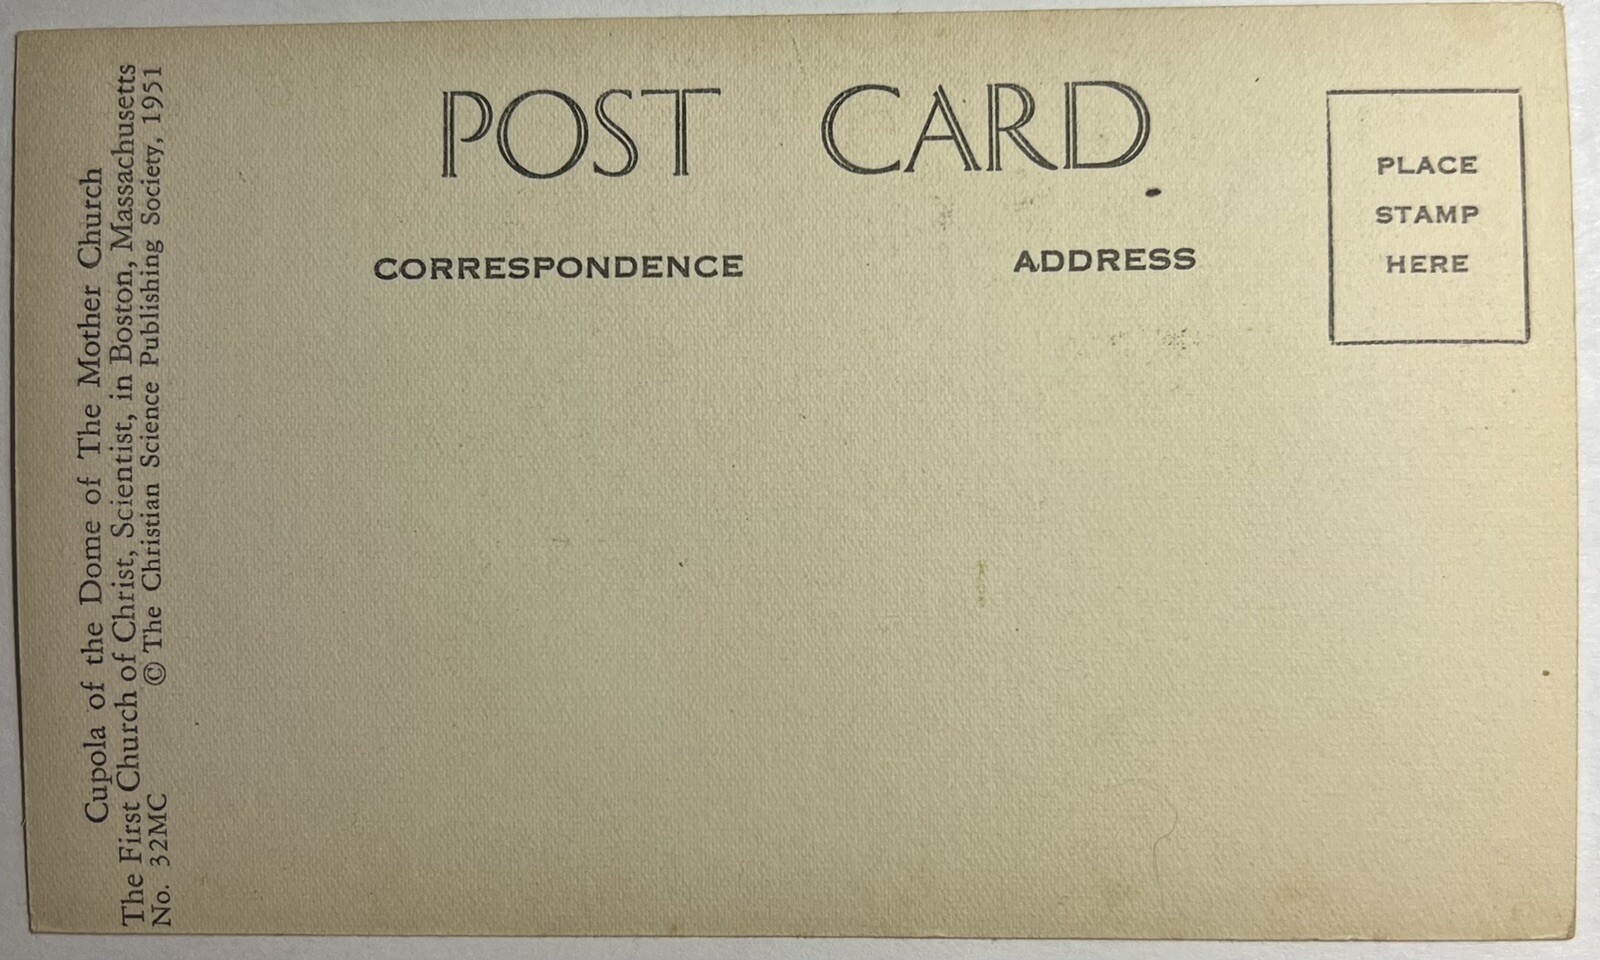 POST CARD
CORRESPONDENCE
ADDRESS
PLACE
STAMP
HERE
Cupola of the Dome of The Mother Church
The First Church of Christ, Scientist, in Boston, Massachusetts
No. 32MC © The Christian Science Publishing Society, 1951